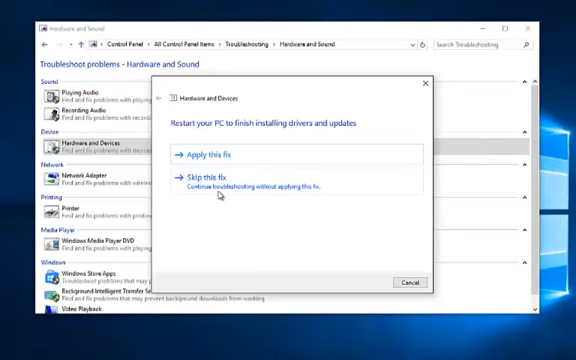 Hardware and Sound
Control Panel > All Control Panel Items > Troubleshooting > Hardware and Sound
Search Troubleshooting
Troubleshoot problems - Hardware and Sound
Sound
Playing Audio
Find and fix problems with playing
Recording Audio
Find and fix problems with
Device
Hardware and Devices
Find and fix problems with devices
Network
Network Adapter
Find and fix problems with
Printing
Printer
Find and fix problems with
Media Player
Windows Media Player DVD
Find and fix problems with playing
Windows
Windows Store Apps
Troubleshoot problems that may
Background Intelligent Transfer Se
Find and fix problems that may prevent background downloads from working.
Video Playback
Hardware and Devices
Restart your PC to finish installing drivers and updates
Apply this fix
Skip this fix
Continue troubleshooting without applying this fix.
Cancel